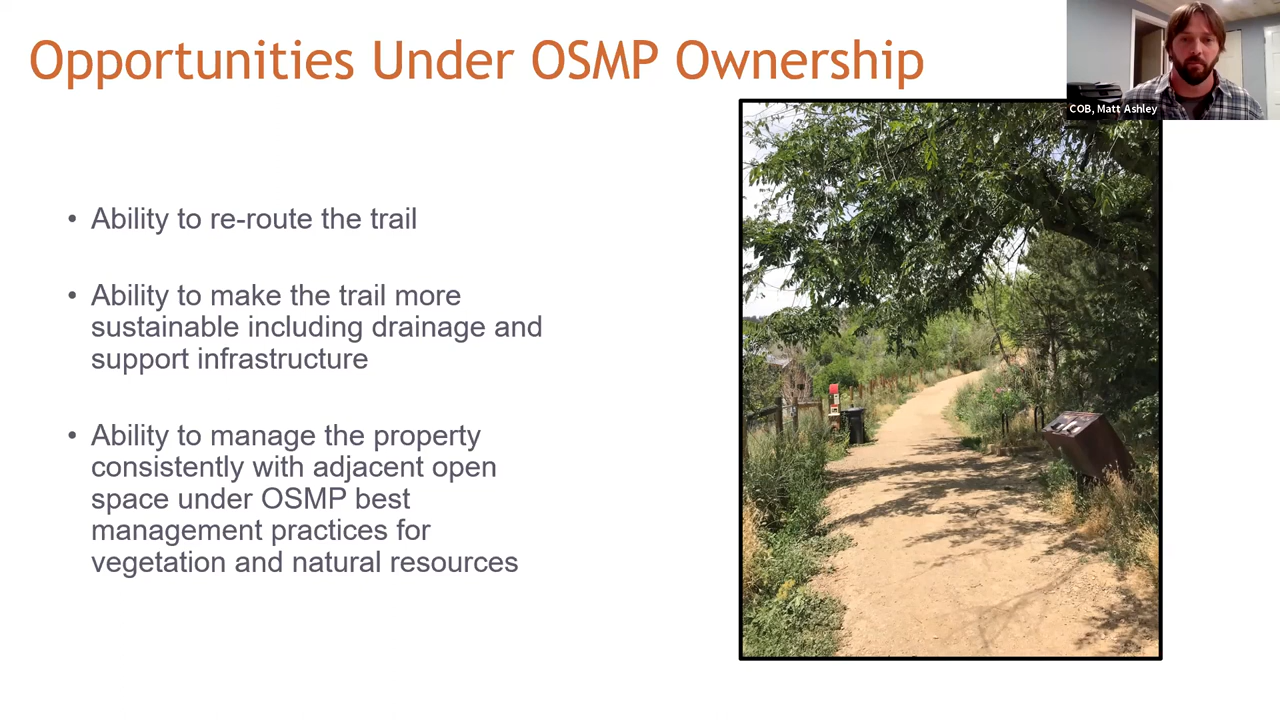 Opportunities Under OSMP Ownership
COB, Matt Ashley
• Ability to re-route the trail
• Ability to make the trail more
sustainable including drainage and
support infrastructure
• Ability to manage the property
consistently with adjacent open
space under OSMP best
management practices for
vegetation and natural resources